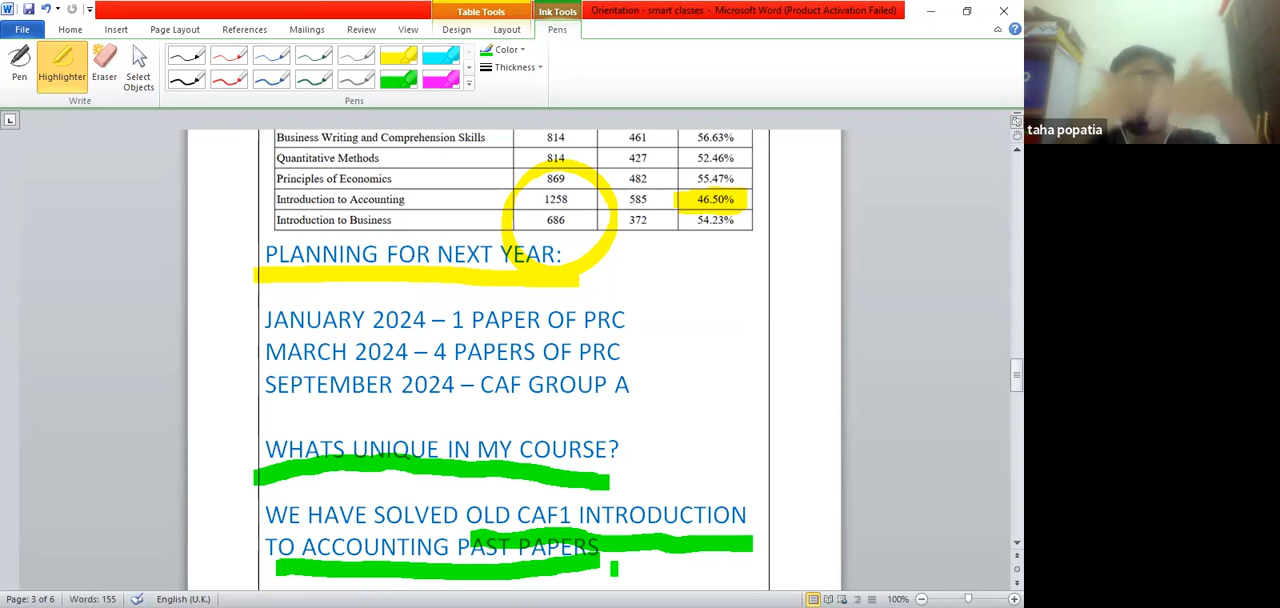 Table Tools
Ink Tools
Orientation - smart classes - Microsoft Word (Product Activation Failed)
File Home Insert Page Layout References Mailings Review View Design Layout Pens
Pen Highlighter Eraser Select Objects
Color
Thickness
Write
Pens
taha popatia
Business Writing and Comprehension Skills 814 461 56.63%
Quantitative Methods 814 427 52.46%
Principles of Economics 869 482 55.47%
Introduction to Accounting 1258 585 46.50%
Introduction to Business 686 372 54.23%
PLANNING FOR NEXT YEAR:
JANUARY 2024 – 1 PAPER OF PRC
MARCH 2024 – 4 PAPERS OF PRC
SEPTEMBER 2024 – CAF GROUP A
WHATS UNIQUE IN MY COURSE?
WE HAVE SOLVED OLD CAF1 INTRODUCTION
TO ACCOUNTING PAST PAPERS
Page: 3 of 6 Words: 155 English (U.K.) 100%